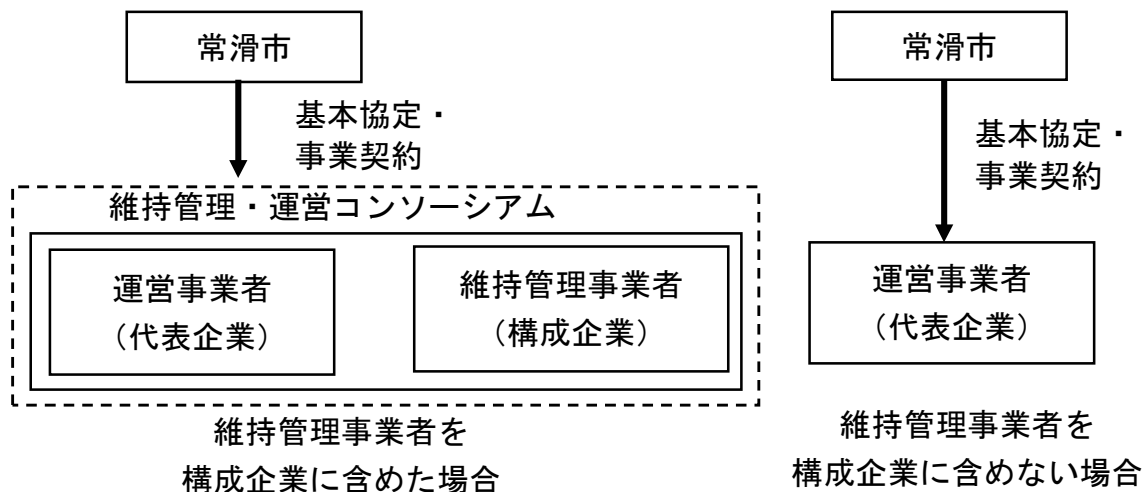 常滑市
基本協定・
事業契約
維持管理・運営コンソーシアム
運営事業者
（代表企業）
維持管理事業者
（構成企業）
維持管理事業者を
構成企業に含めた場合
常滑市
基本協定・
事業契約
運営事業者
（代表企業）
維持管理事業者を
構成企業に含めない場合